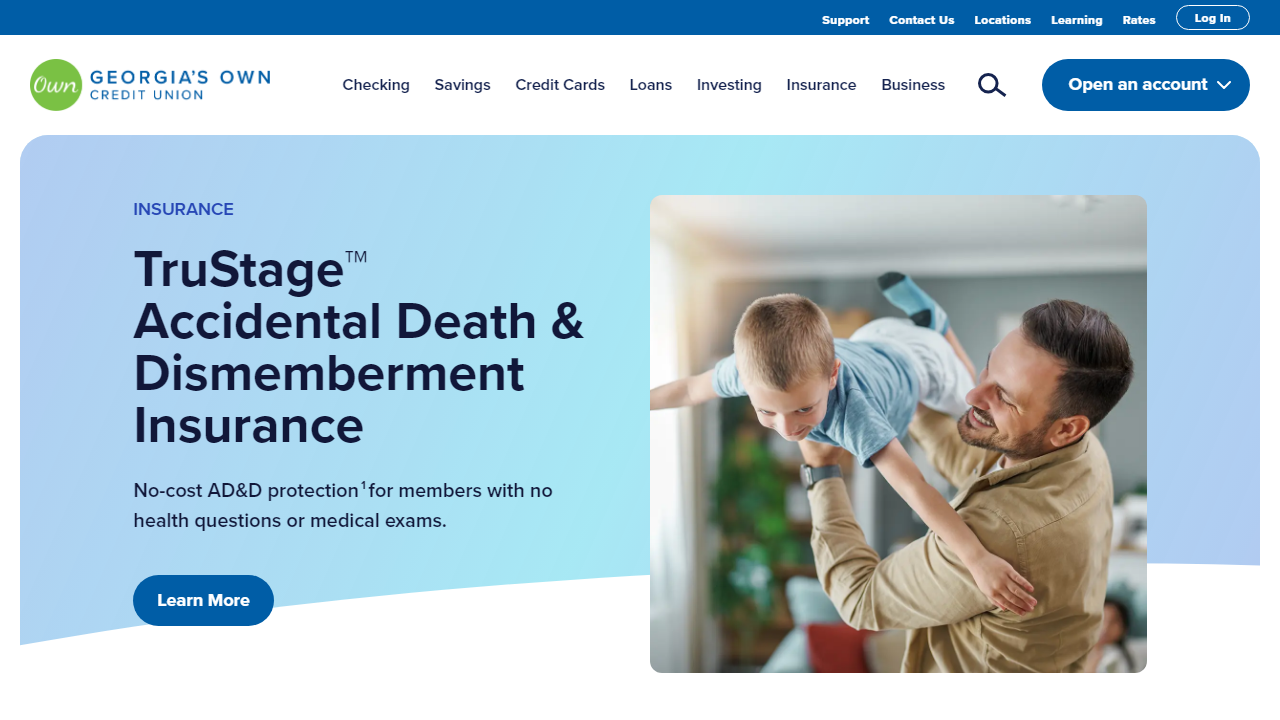 Support Contact Us Locations Learning Rates Log In
Own GEORGIA'S OWN
CREDIT UNION
Checking Savings Credit Cards Loans Investing Insurance Business Open an account
INSURANCE
TruStage™
Accidental Death &
Dismemberment
Insurance
No-cost AD&D protection¹ for members with no
health questions or medical exams.
Learn More